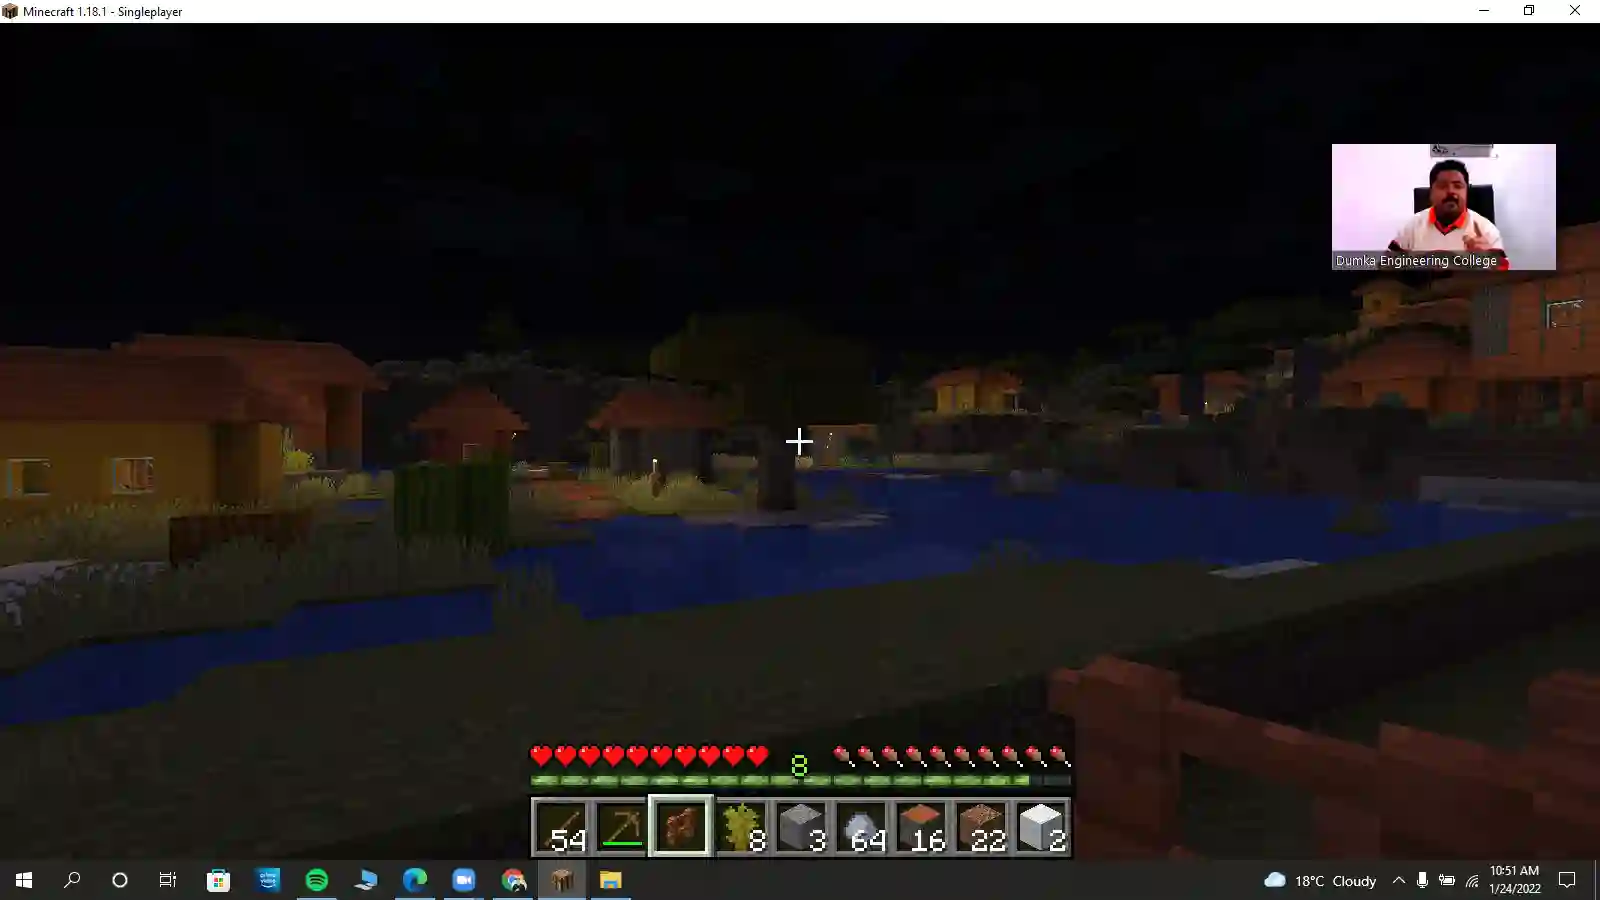 Minecraft 1.18.1 - Singleplayer
Dumka Engineering College
8
54
8
3
64
16
22
2
18°C Cloudy
10:51 AM
1/24/2022